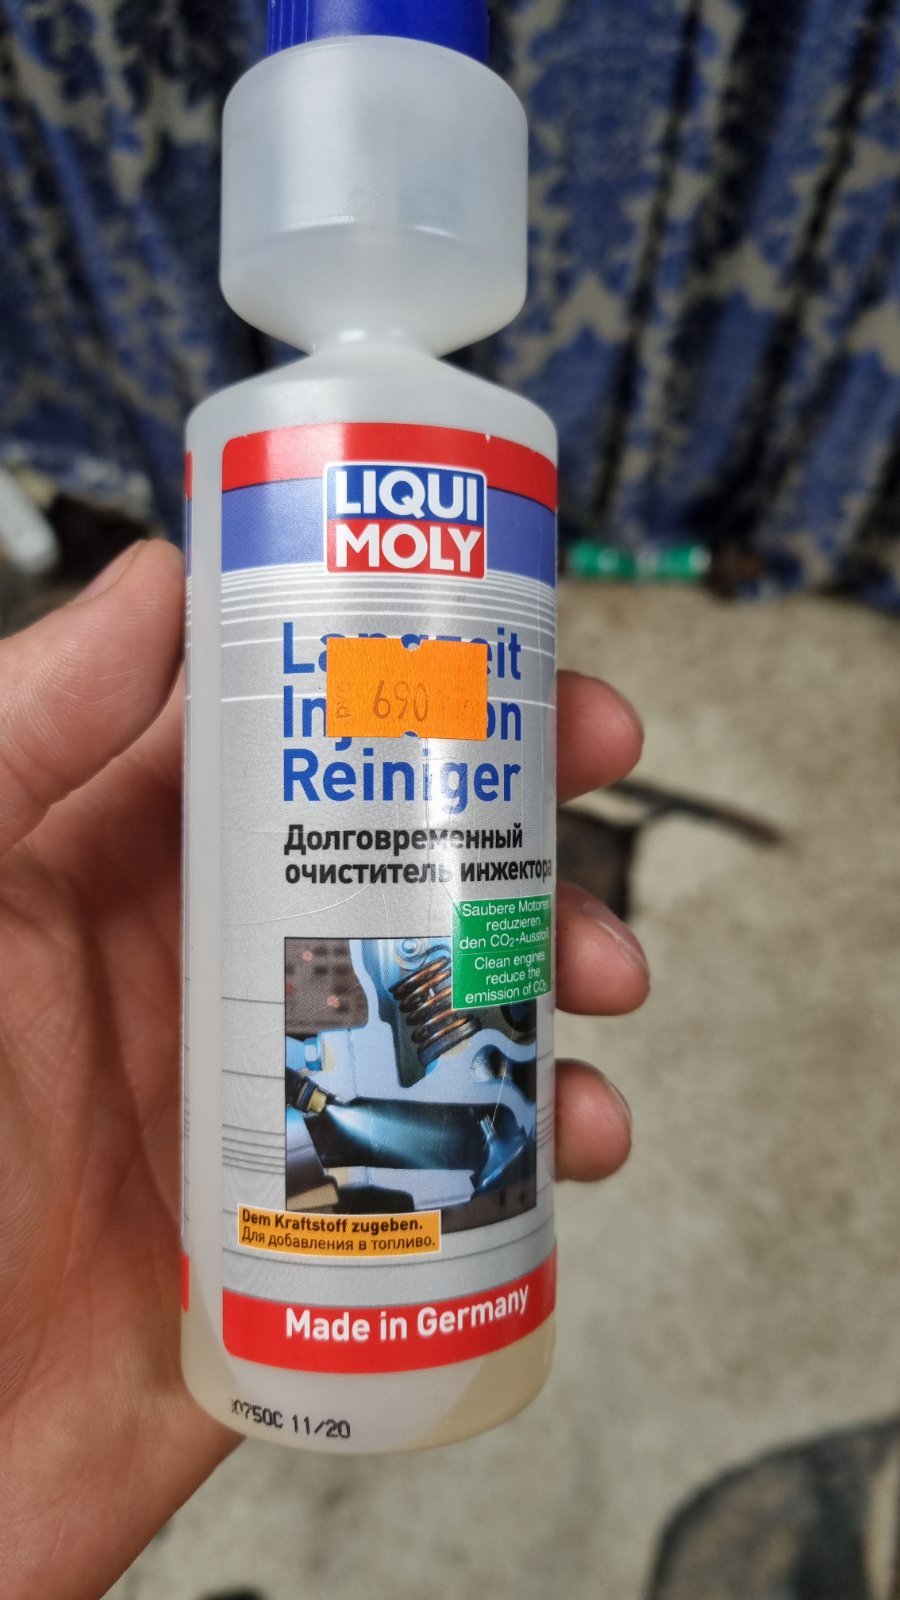 LIQUI
MOLY
690
Reiniger
Долговременный
очиститель инжектора
Saubere Motoren
reduzieren
den CO₂-Ausstoß
Clean engines
reduce the
emission of CO₂
Dem Kraftstoff zugeben.
Для добавления в топливо.
Made in Germany
0750C 11/20